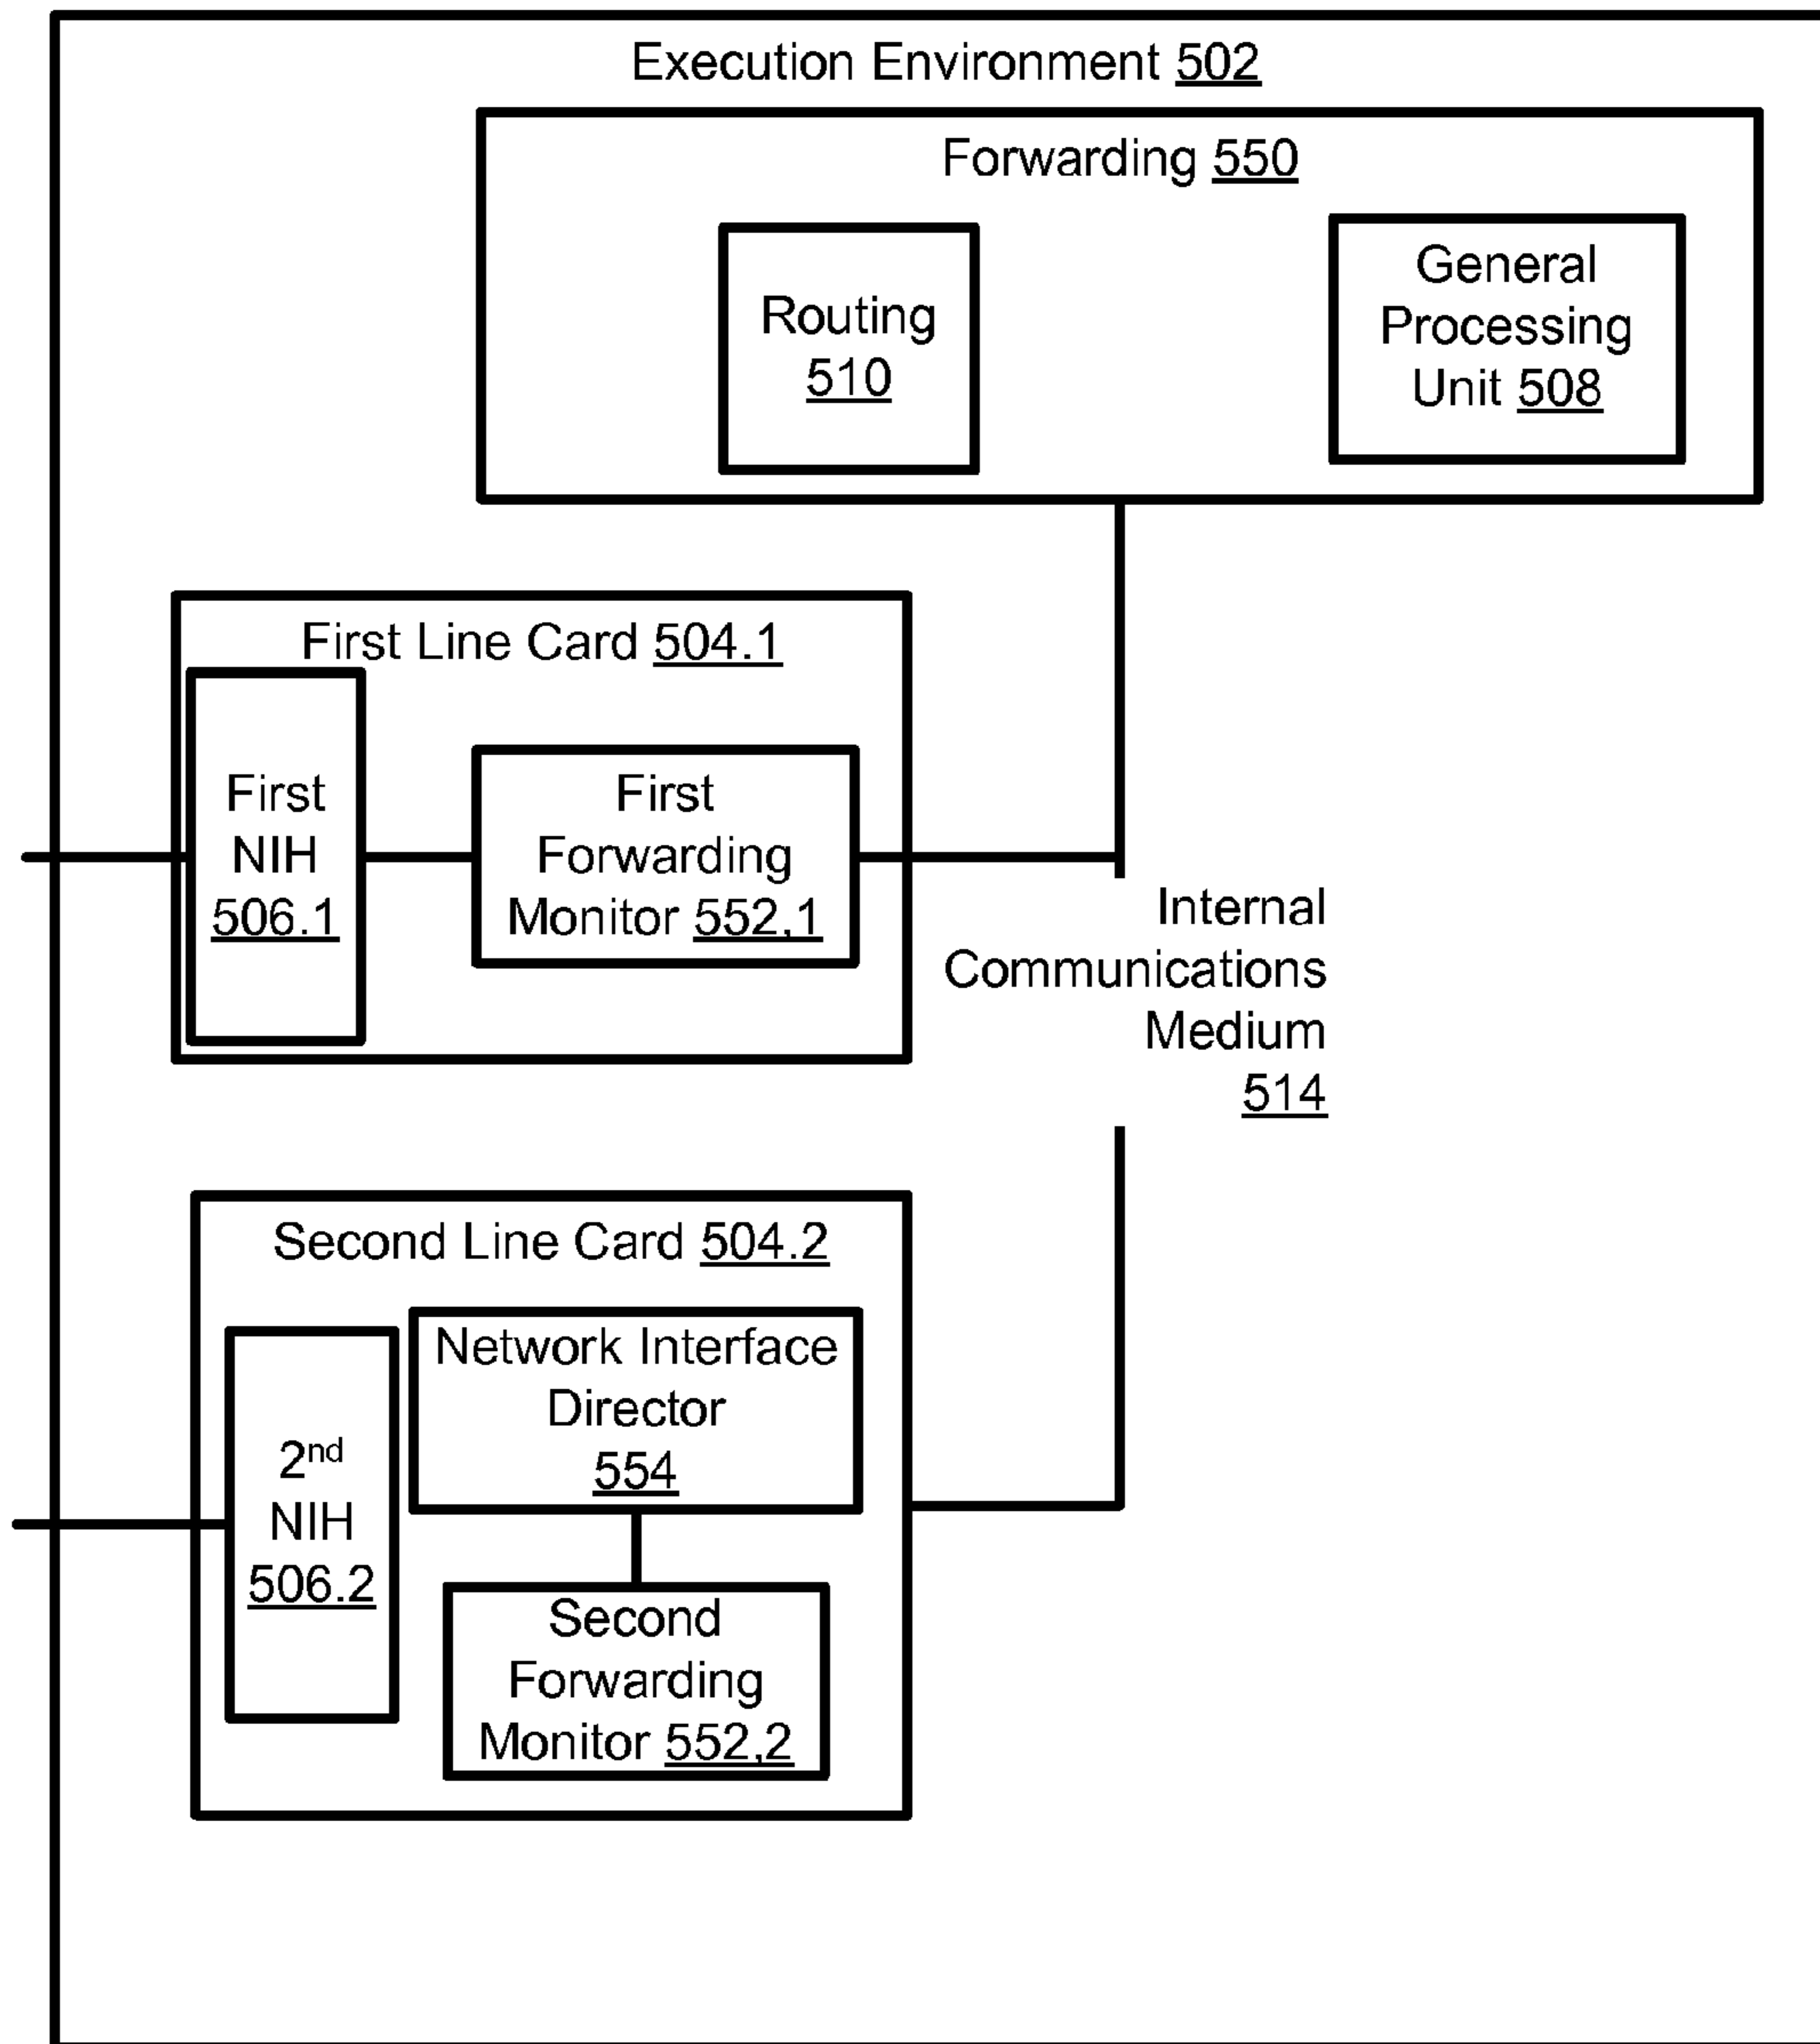 Execution Environment 502
Forwarding 550
Routing
510
General
Processing
Unit 508
First Line Card 504.1
First
NIH
506.1
First
Forwarding
Monitor 552,1
Internal
Communications
Medium
514
Second Line Card 504.2
2nd
NIH
506.2
Network Interface
Director
554
Second
Forwarding
Monitor 552,2